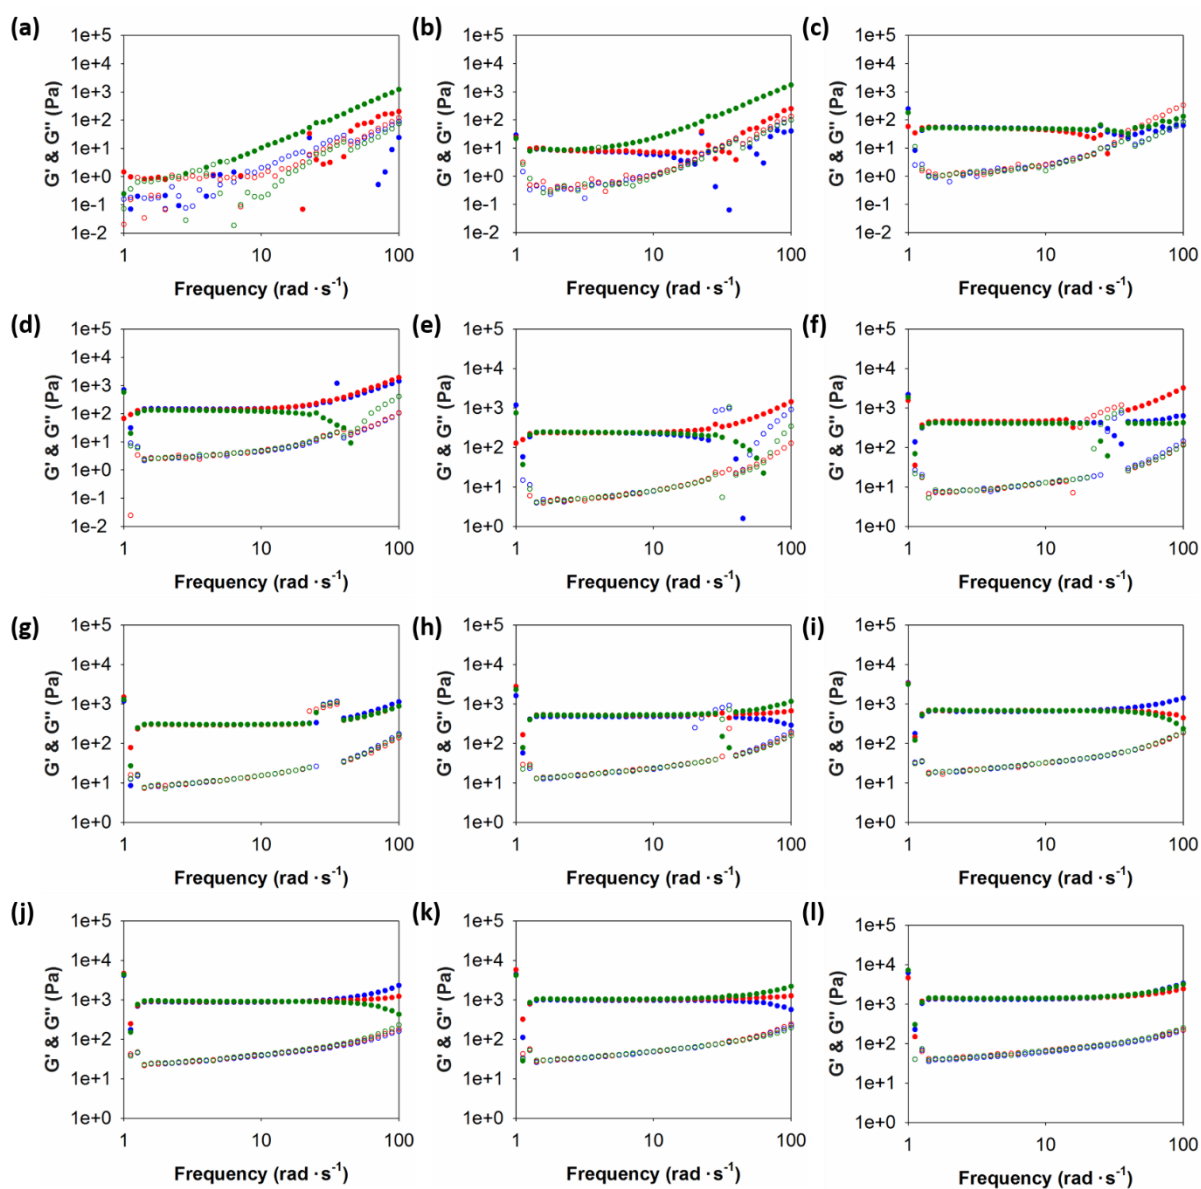 (a)
G' & G" (Pa)
1e+5
1e+4
1e+3
1e+2
1e+1
1e+0
1e-1
1e-2
1 10 100
Frequency (rad · s⁻¹)
(b)
G' & G" (Pa)
1e+5
1e+4
1e+3
1e+2
1e+1
1e+0
1e-1
1e-2
1 10 100
Frequency (rad · s⁻¹)
(c)
G' & G" (Pa)
1e+5
1e+4
1e+3
1e+2
1e+1
1e+0
1e-1
1e-2
1 10 100
Frequency (rad · s⁻¹)
(d)
G' & G" (Pa)
1e+5
1e+4
1e+3
1e+2
1e+1
1e+0
1e-1
1e-2
1 10 100
Frequency (rad · s⁻¹)
(e)
G' & G" (Pa)
1e+5
1e+4
1e+3
1e+2
1e+1
1e+0
1 10 100
Frequency (rad · s⁻¹)
(f)
G' & G" (Pa)
1e+5
1e+4
1e+3
1e+2
1e+1
1e+0
1 10 100
Frequency (rad · s⁻¹)
(g)
G' & G" (Pa)
1e+5
1e+4
1e+3
1e+2
1e+1
1e+0
1 10 100
Frequency (rad · s⁻¹)
(h)
G' & G" (Pa)
1e+5
1e+4
1e+3
1e+2
1e+1
1e+0
1 10 100
Frequency (rad · s⁻¹)
(i)
G' & G" (Pa)
1e+5
1e+4
1e+3
1e+2
1e+1
1e+0
1 10 100
Frequency (rad · s⁻¹)
(j)
G' & G" (Pa)
1e+5
1e+4
1e+3
1e+2
1e+1
1e+0
1 10 100
Frequency (rad · s⁻¹)
(k)
G' & G" (Pa)
1e+5
1e+4
1e+3
1e+2
1e+1
1e+0
1 10 100
Frequency (rad · s⁻¹)
(l)
G' & G" (Pa)
1e+5
1e+4
1e+3
1e+2
1e+1
1e+0
1 10 100
Frequency (rad · s⁻¹)